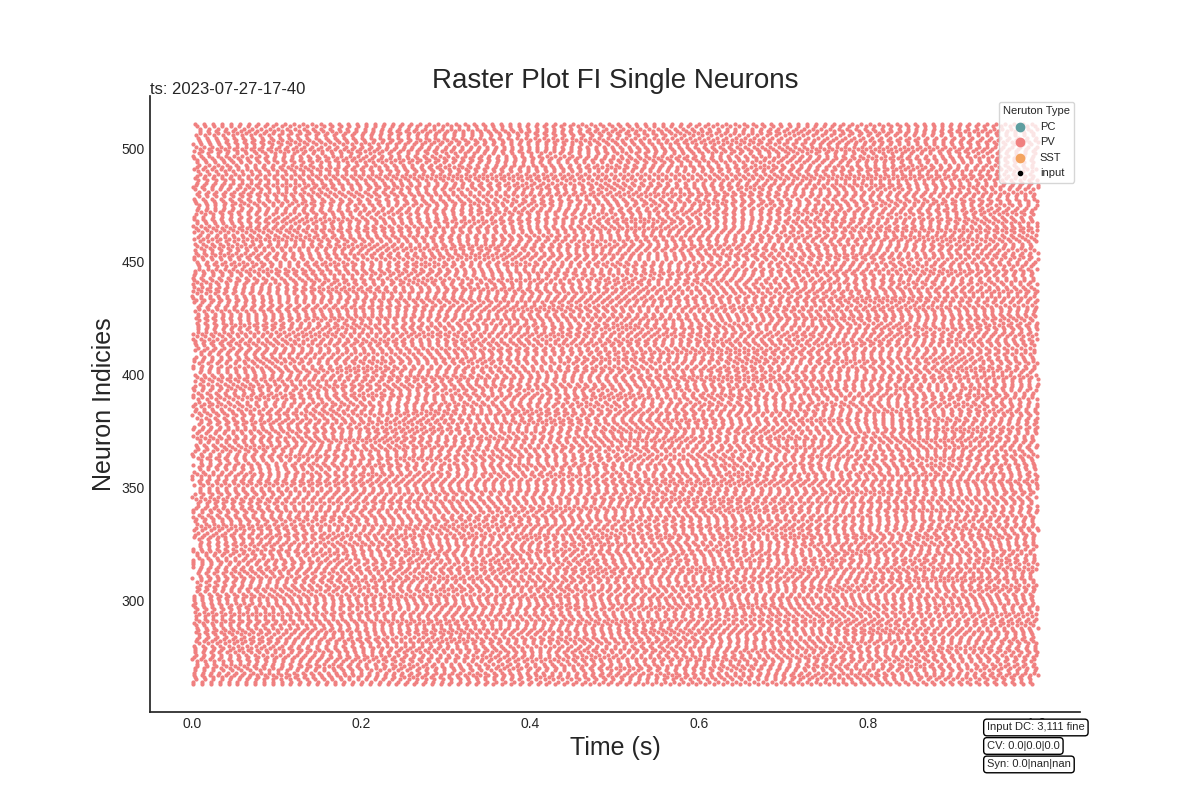 Raster Plot FI Single Neurons
ts: 2023-07-27-17-40
Neruton Type
PC
PV
SST
input
Neuron Indicies
500
450
400
350
300
0.0
0.2
0.4
0.6
0.8
Time (s)
Input DC: 3,111 fine
CV: 0.0|0.0|0.0
Syn: 0.0|nan|nan